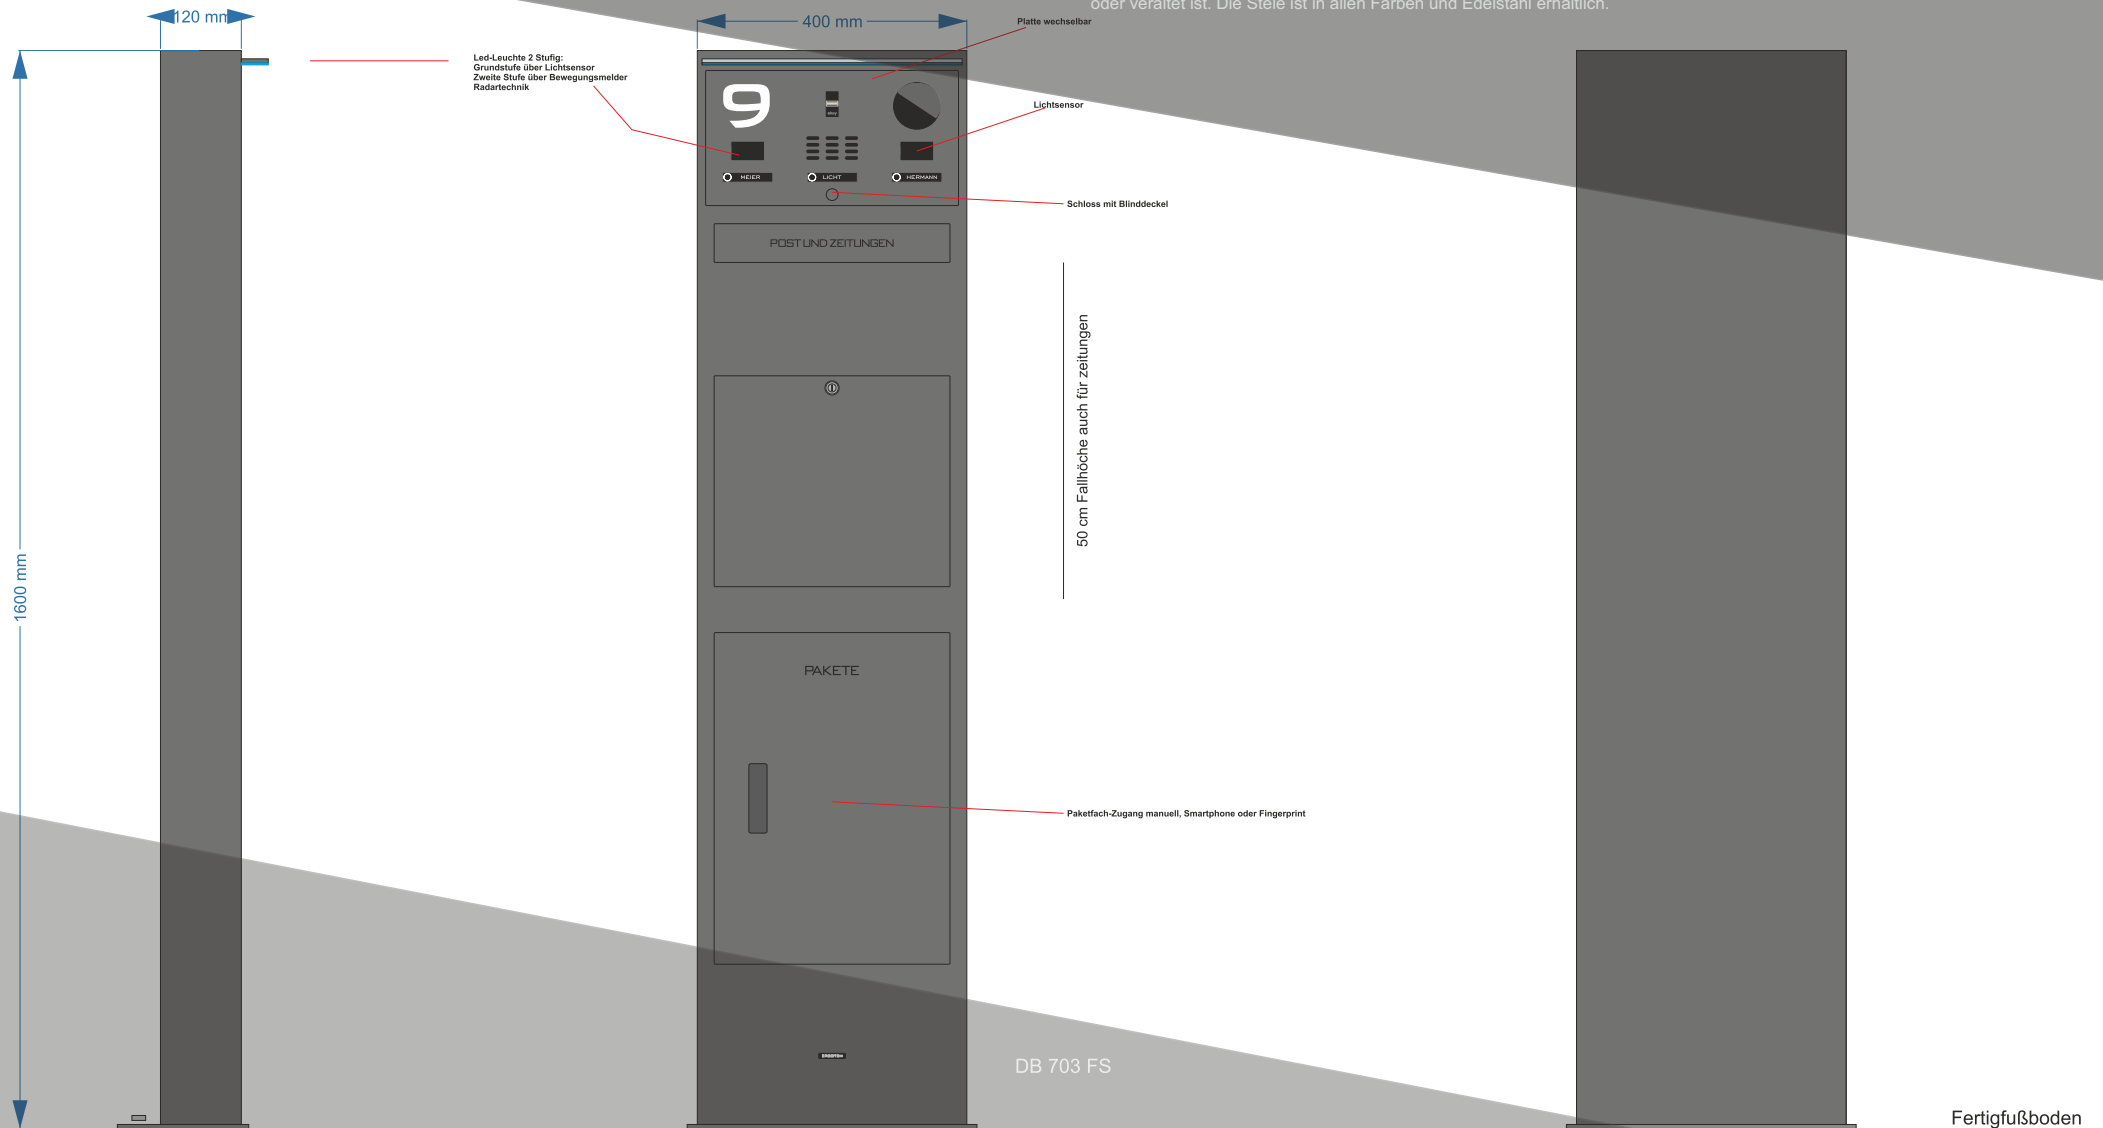 oder veraltet ist. Die Stele ist in allen Farben und Edelstahl erhältlich.
120 mm
400 mm
Platte wechselbar
Led-Leuchte 2 Stufig:
Grundstufe über Lichtsensor
Zweite Stufe über Bewegungsmelder
Radartechnik
9
Lichtsensor
MEIER
LICHT
HERMANN
Schloss mit Blinddeckel
POST UND ZEITUNGEN
50 cm Fallhöche auch für zeitungen
1600 mm
PAKETE
Paketfach-Zugang manuell, Smartphone oder Fingerprint
DB 703 FS
Fertigfußboden